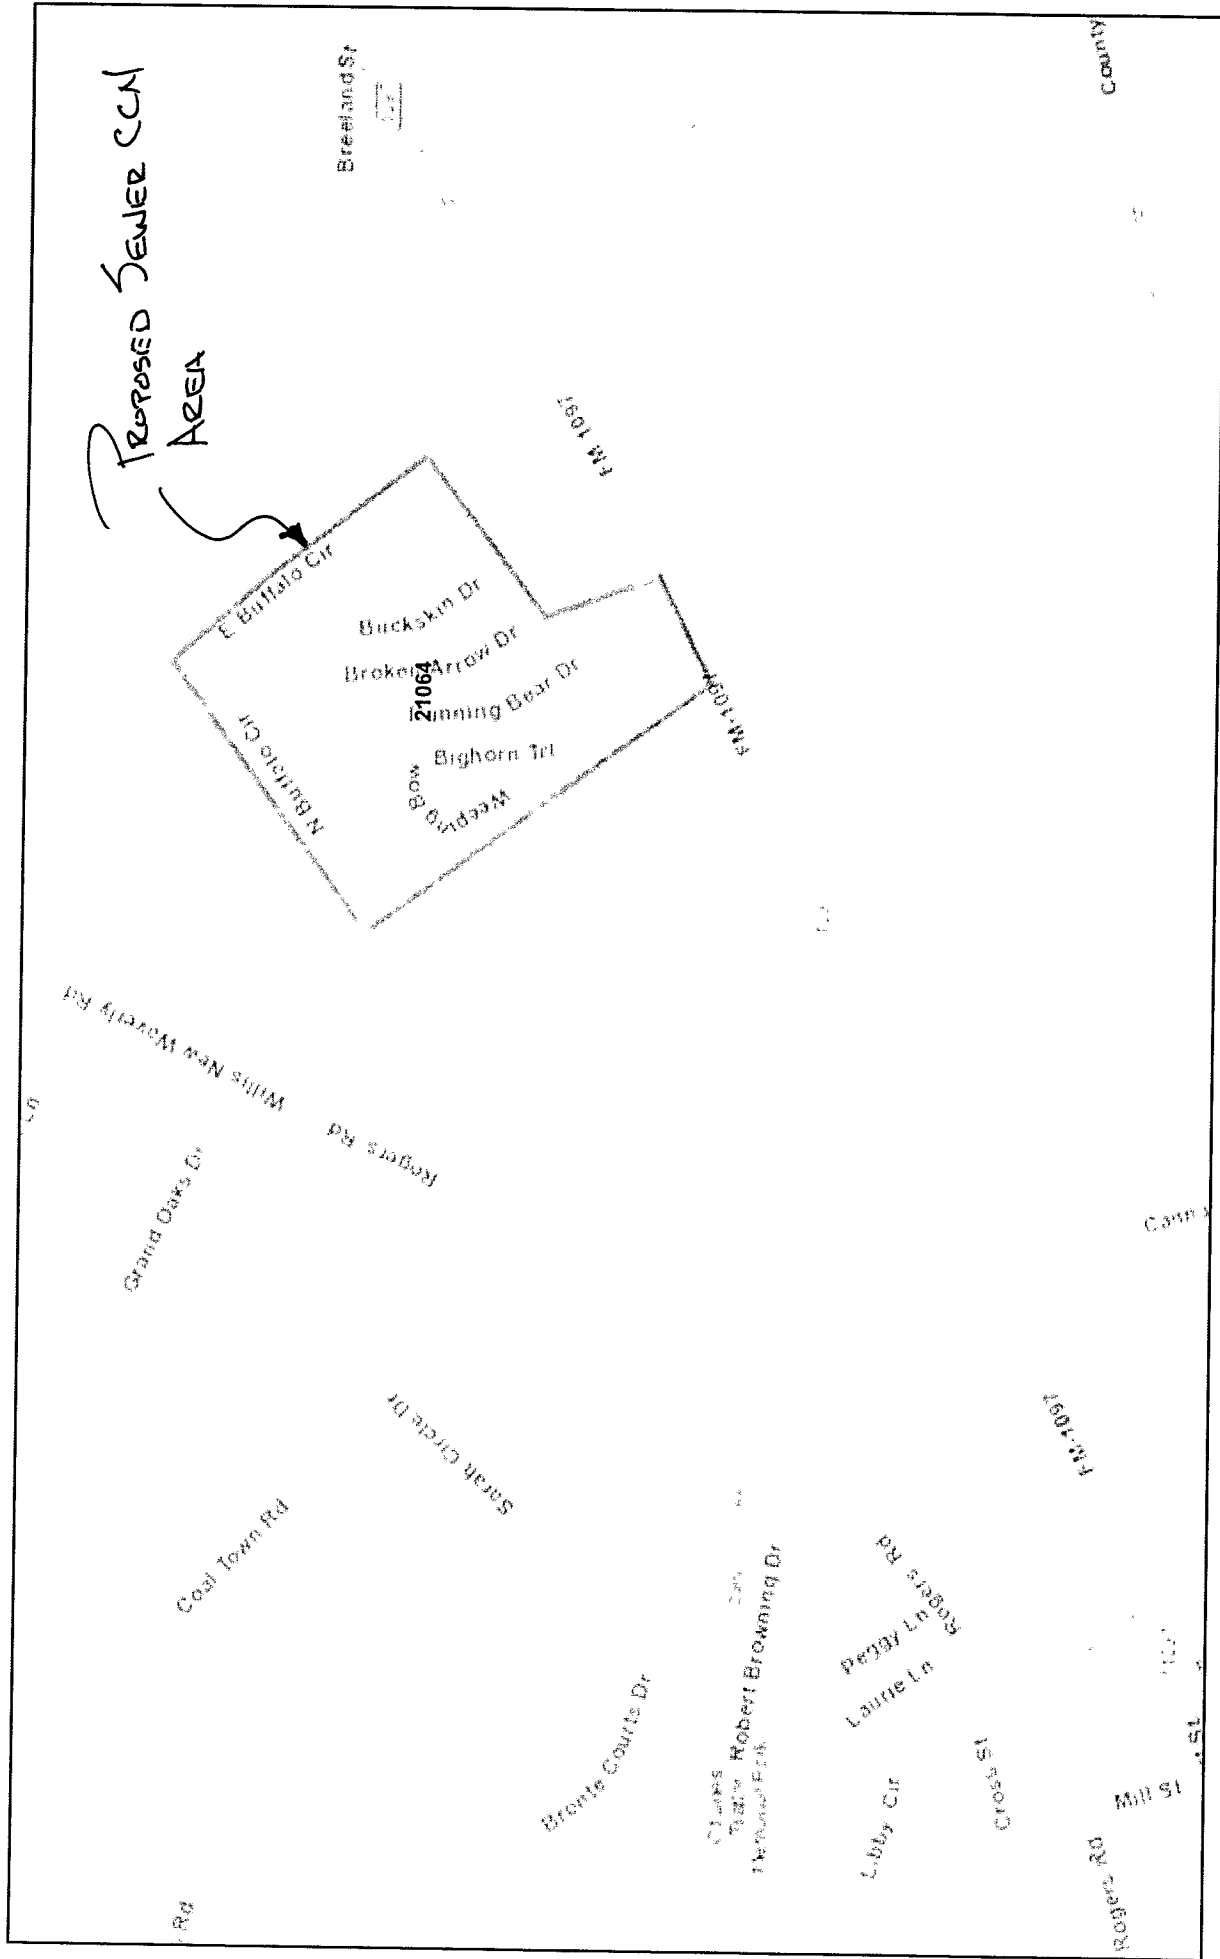 PROPOSED SEWER CCN
AREA
Breeland St
County
FM 1097
E Buffalo Cir
N Buffalo Cir
Buckskin Dr
Broken Arrow Dr
21064
Running Bear Dr
Bighorn Trl
Weeping Bow
FM-1097
Willis New Waverly Rd
Rogers Rd
Ln
Grand Oaks Dr
Sarah Circle Dr
Coal Town Rd
FM-1097
Bronte Courts Dr
Robert Browning Dr
Rogers Rd
Peggy Ln
Laurie Ln
Libby Cir
Cross St
Mill St
St
Rogers RD
Rd